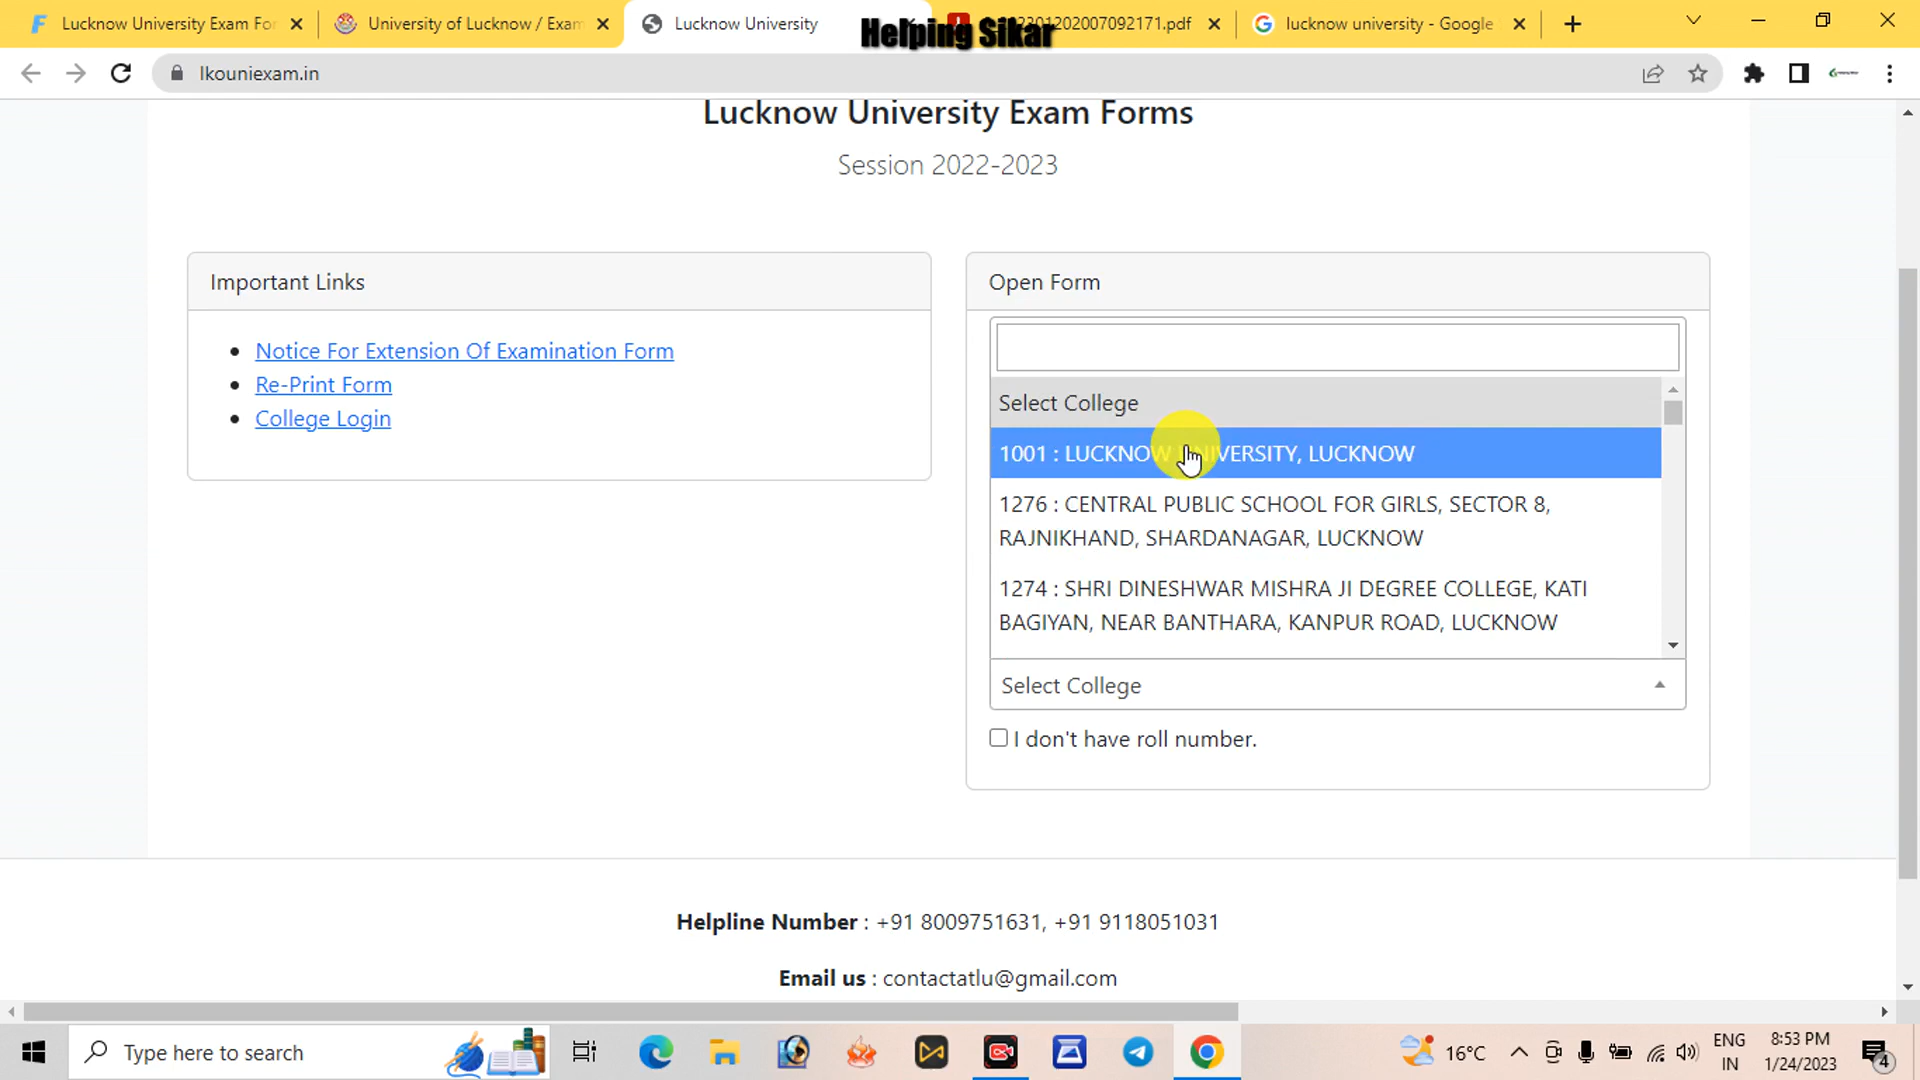 Lucknow University Exam For
University of Lucknow / Exam
Lucknow University
2301202007092171.pdf
lucknow university - Google
Helping Sikar
lkouniexam.in
Lucknow University Exam Forms
Session 2022-2023
Important Links
Notice For Extension Of Examination Form
Re-Print Form
College Login
Open Form
Select College
1001 : LUCKNOW UNIVERSITY, LUCKNOW
1276 : CENTRAL PUBLIC SCHOOL FOR GIRLS, SECTOR 8,
RAJNIKHAND, SHARDANAGAR, LUCKNOW
1274 : SHRI DINESHWAR MISHRA JI DEGREE COLLEGE, KATI
BAGIYAN, NEAR BANTHARA, KANPUR ROAD, LUCKNOW
Select College
I don't have roll number.
Helpline Number : +91 8009751631, +91 9118051031
Email us : contactatlu@gmail.com
Type here to search
16°C
ENG
IN
8:53 PM
1/24/2023
4